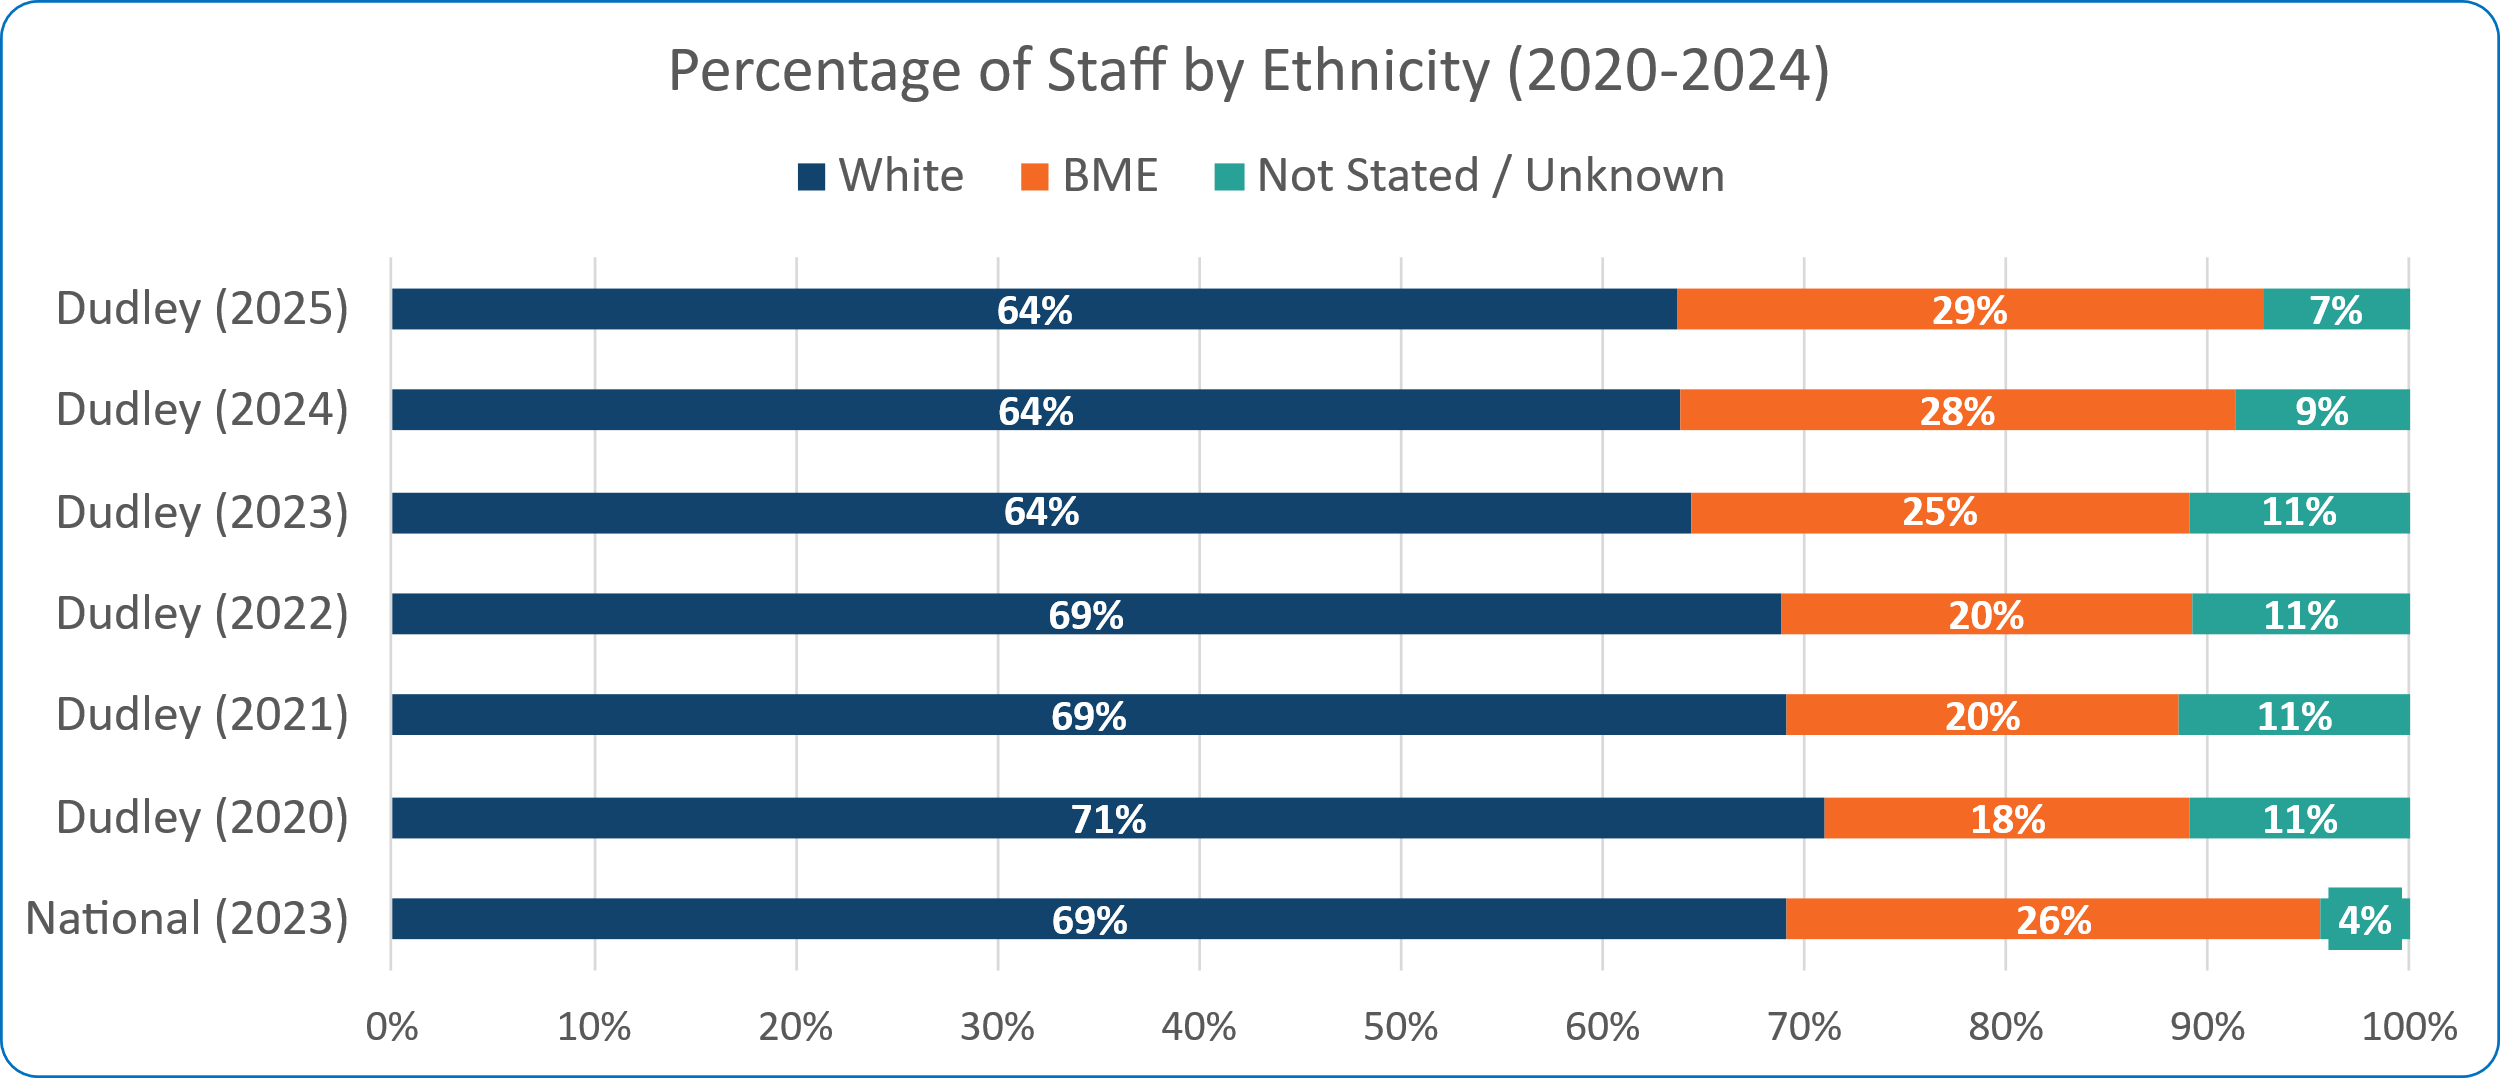 Percentage of Staff by Ethnicity (2020-2024)
White BME Not Stated / Unknown
Dudley (2025) 64% 29% 7%
Dudley (2024) 64% 28% 9%
Dudley (2023) 64% 25% 11%
Dudley (2022) 69% 20% 11%
Dudley (2021) 69% 20% 11%
Dudley (2020) 71% 18% 11%
National (2023) 69% 26% 4%
0% 10% 20% 30% 40% 50% 60% 70% 80% 90% 100%